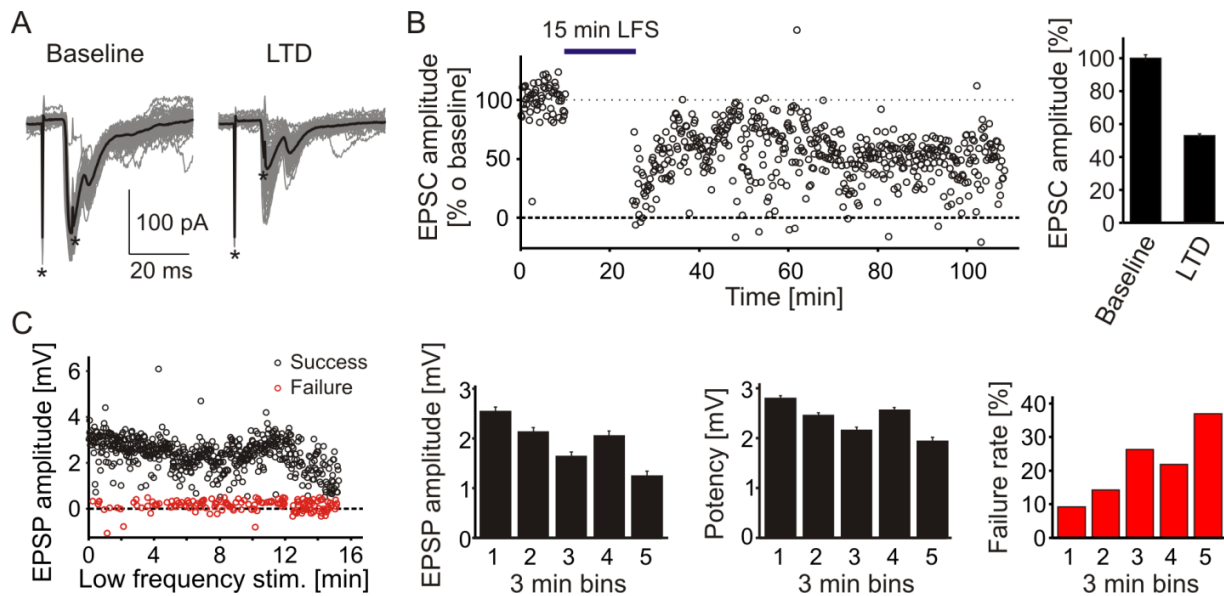 A
Baseline
LTD
*
*
*
*
100 pA
20 ms
B
15 min LFS
EPSC amplitude
[% o baseline]
100
50
0
0
20
40
60
80
100
Time [min]
EPSC amplitude [%]
100
80
60
40
20
0
Baseline
LTD
C
EPSP amplitude [mV]
6
4
2
0
Success
Failure
0
4
8
12
16
Low frequency stim. [min]
EPSP amplitude [mV]
3
2
1
0
1 2 3 4 5
3 min bins
Potency [mV]
3
2
1
0
1 2 3 4 5
3 min bins
Failure rate [%]
40
30
20
10
0
1 2 3 4 5
3 min bins